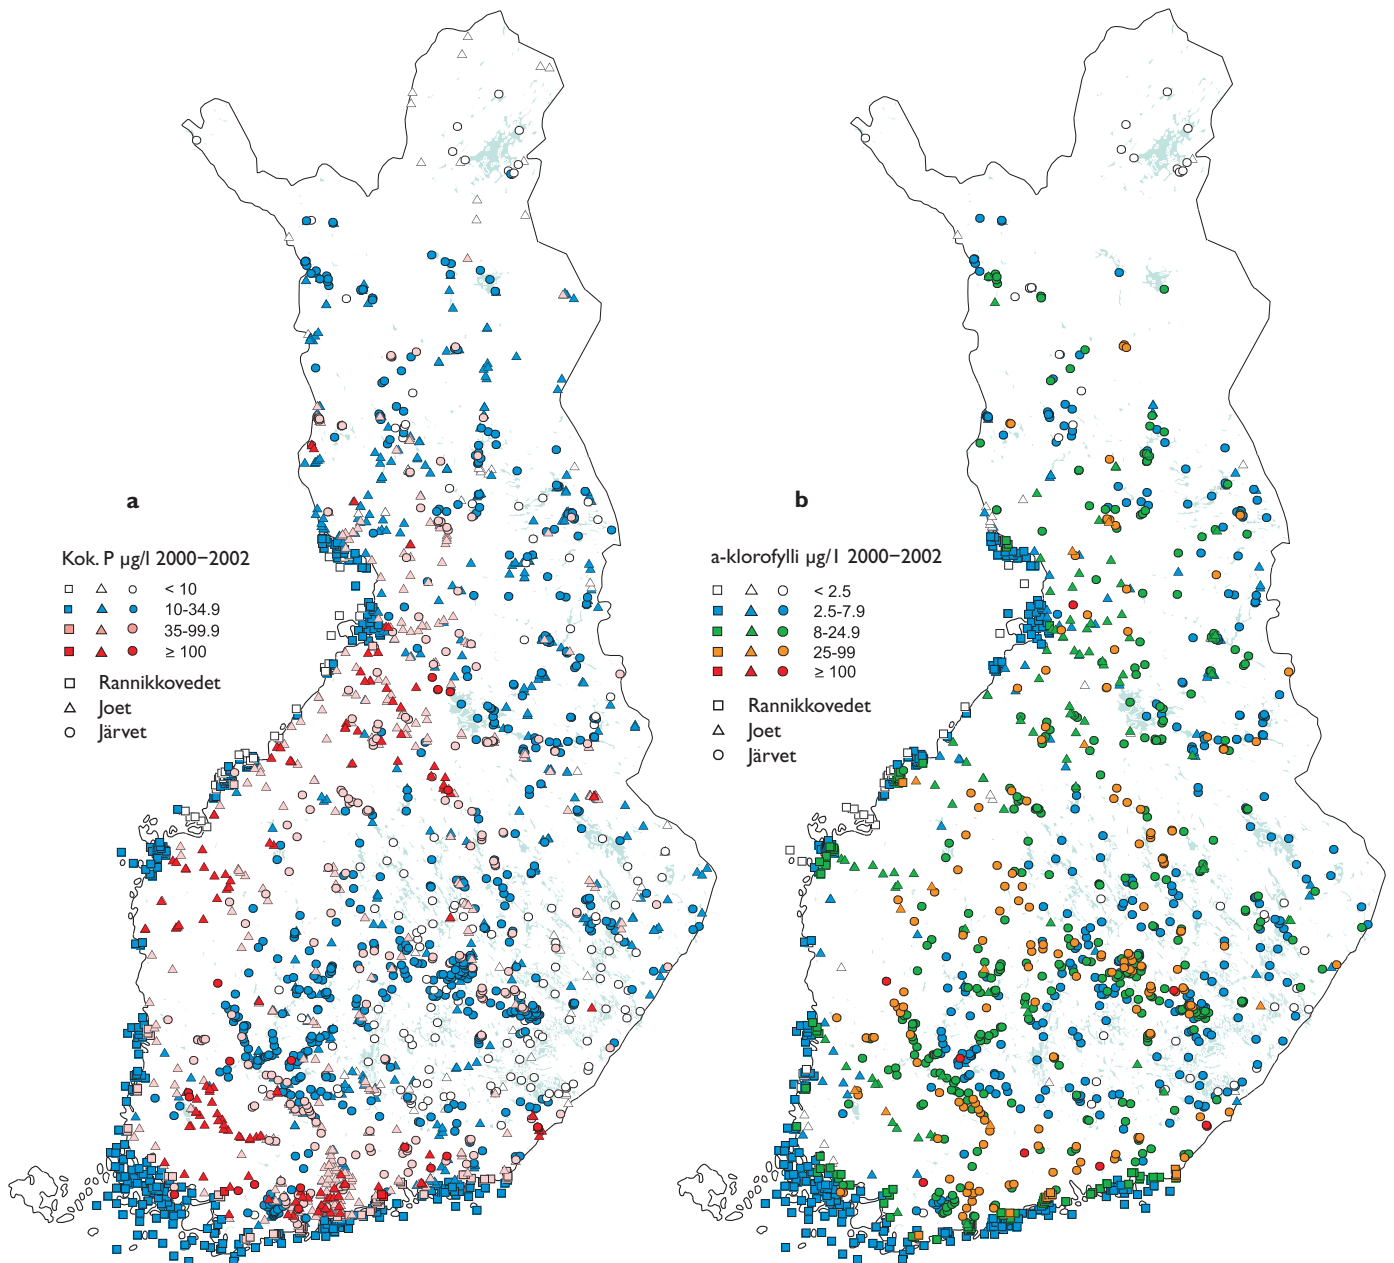 a
Kok. P µg/l 2000–2002
< 10
10-34.9
35-99.9
≥ 100
Rannikkovedet
Joet
Järvet
b
a-klorofylli µg/l 2000–2002
< 2.5
2.5-7.9
8-24.9
25-99
≥ 100
Rannikkovedet
Joet
Järvet